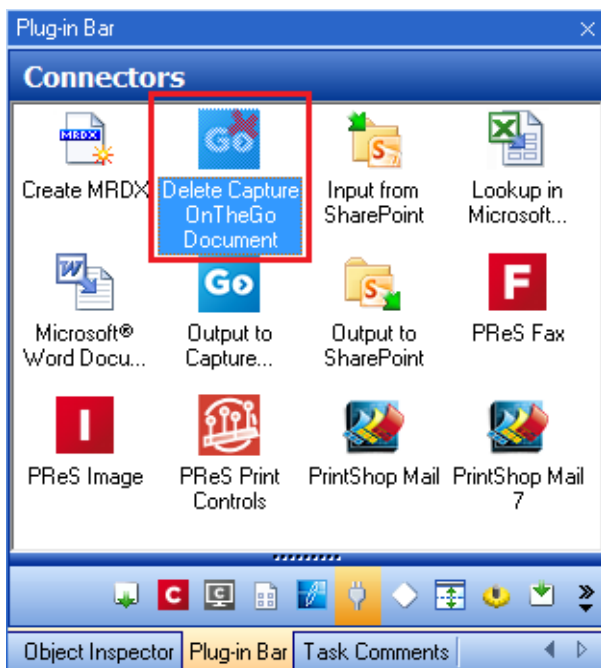 Plug-in Bar
Connectors
MRDX
Go
S
Create MRDX
Delete Capture
OnTheGo
Document
Input from
SharePoint
Lookup in
Microsoft...
W
Go
S
F
Microsoft®
Word Docu...
Output to
Capture...
Output to
SharePoint
PReS Fax
I
PReS Image
PReS Print
Controls
PrintShop Mail
PrintShop Mail
7
C
C
Object Inspector
Plug-in Bar
Task Comments